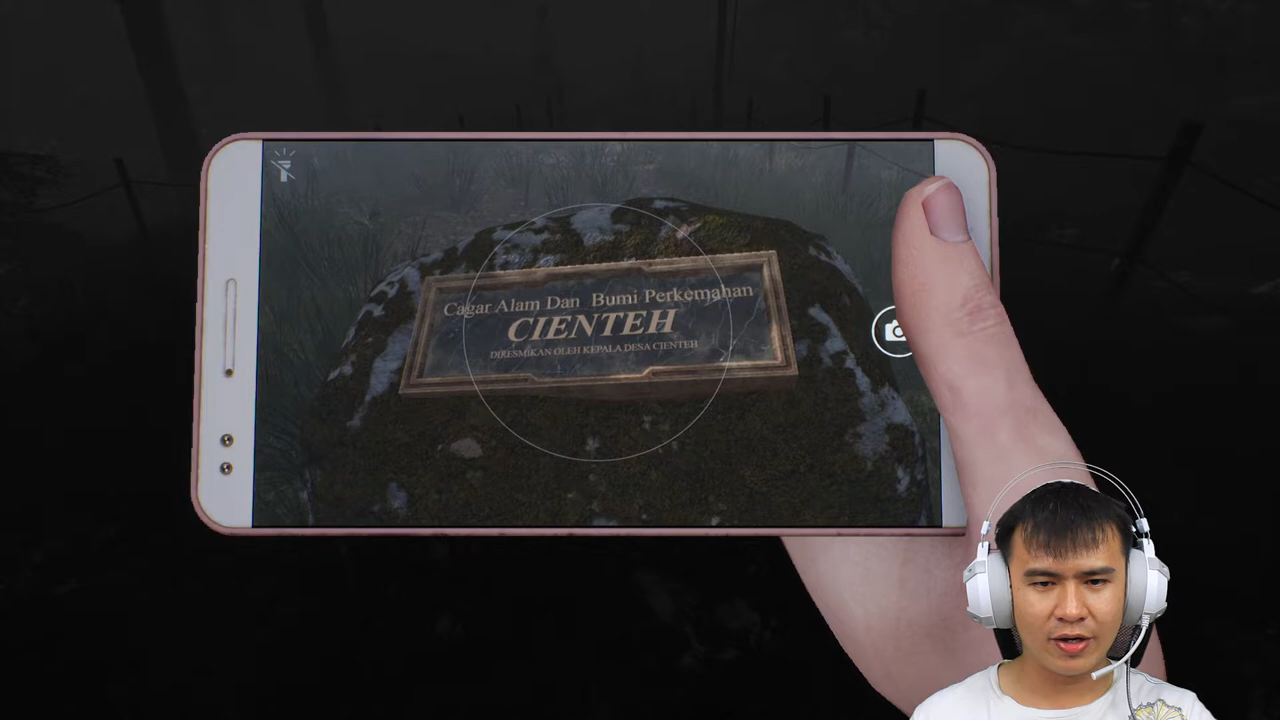 Cagar Alam Dan Bumi Perkemahan
CIENTEH
DIRESMIKAN OLEH KEPALA DESA CIENTEH